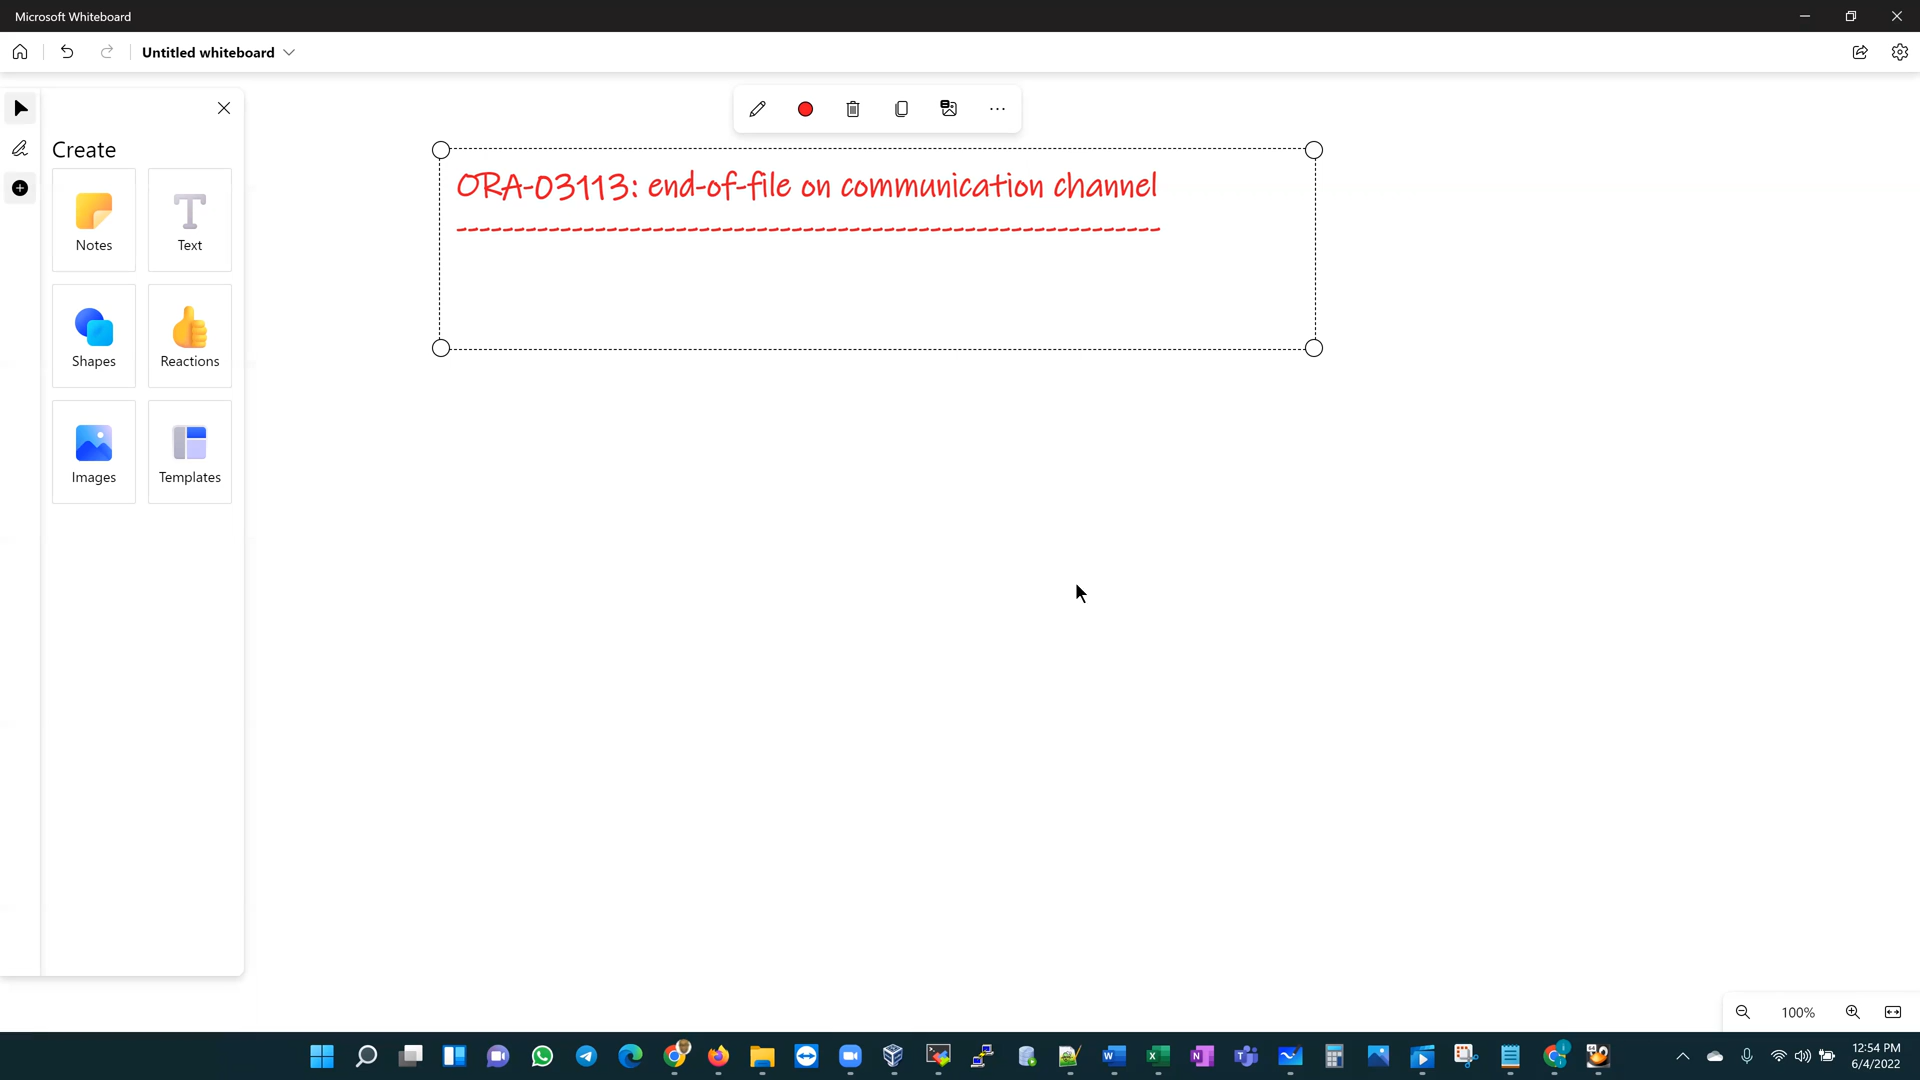 Microsoft Whiteboard
Untitled whiteboard
Create
Notes
Text
Shapes
Reactions
Images
Templates
ORA-03113: end-of-file on communication channel
-------------------------------------------------------------
100%
12:54 PM
6/4/2022